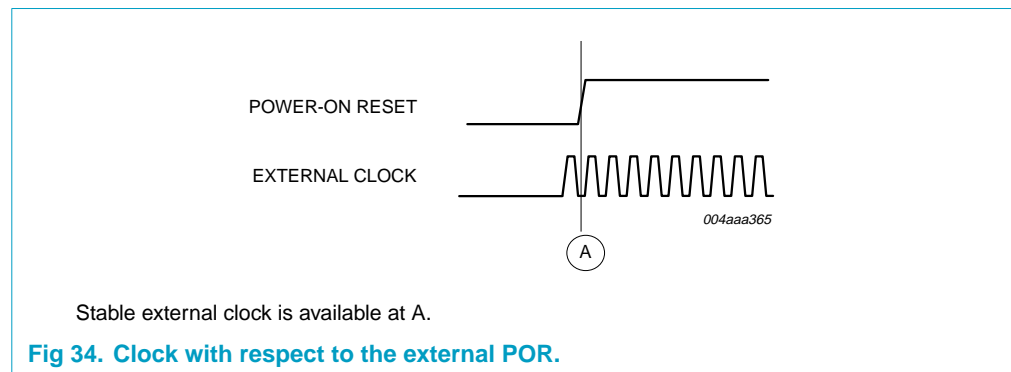 POWER-ON RESET
EXTERNAL CLOCK
004aaa365
A
Stable external clock is available at A.
Fig 34. Clock with respect to the external POR.